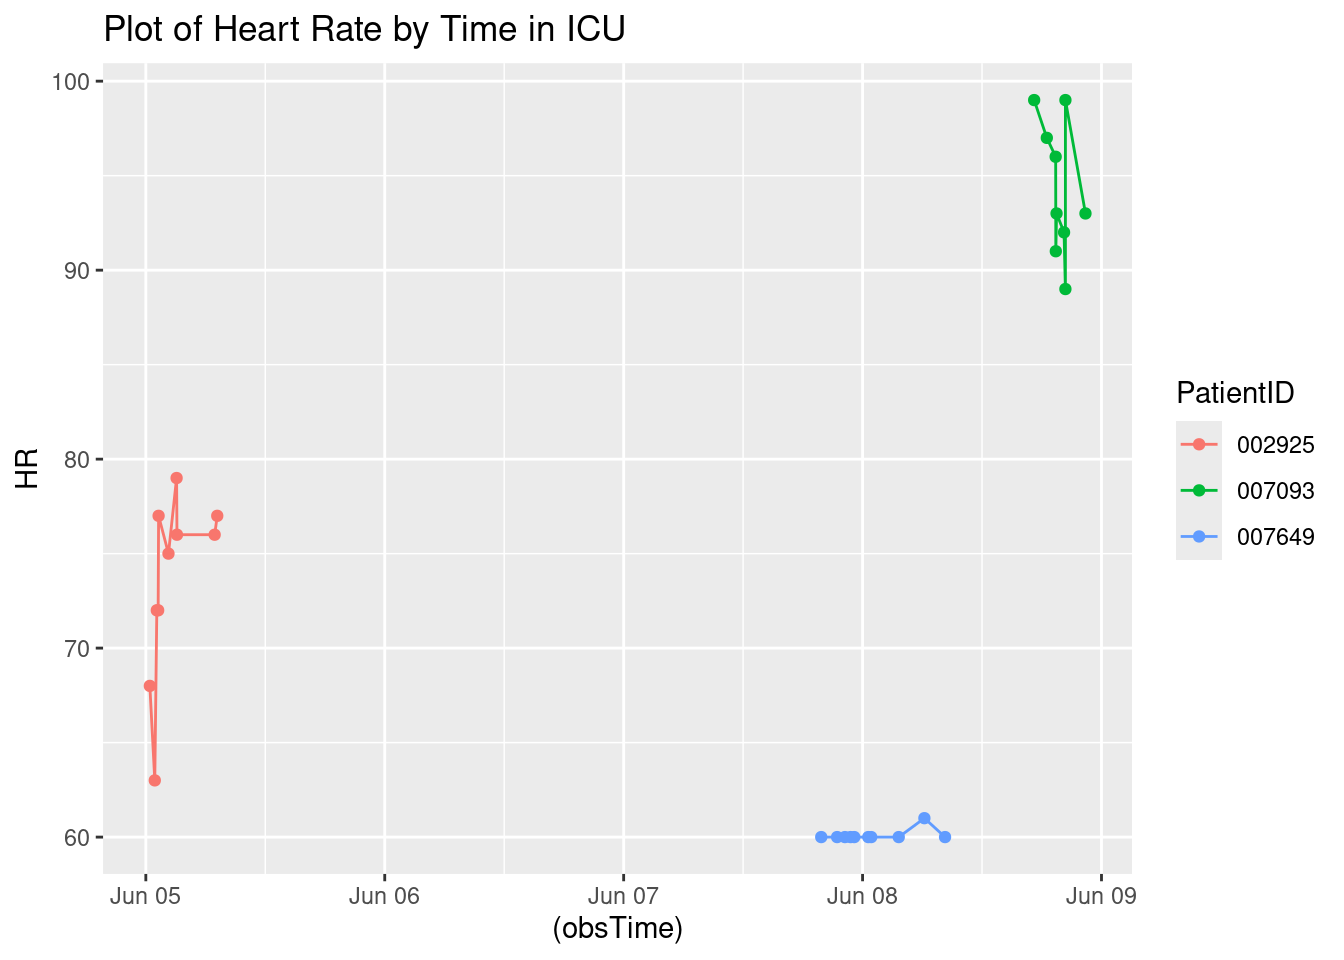 Plot of Heart Rate by Time in ICU
100
90
80
70
60
HR
Jun 05
Jun 06
Jun 07
Jun 08
Jun 09
(obsTime)
PatientID
002925
007093
007649